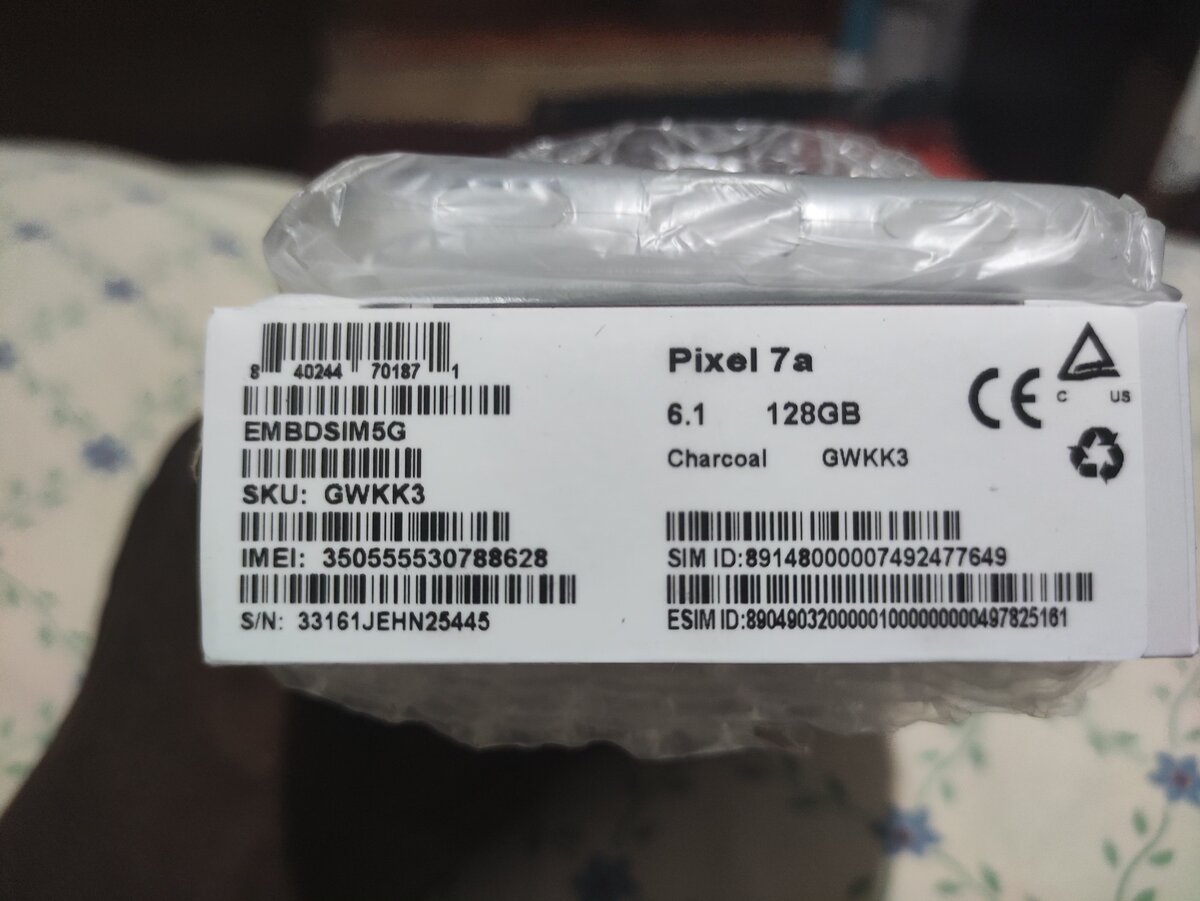 8 40244 70187 1
EMBDSIM5G
SKU: GWKK3
IMEI: 350555530788628
S/N: 33161JEHN25445
Pixel 7a
6.1 128GB
Charcoal GWKK3
SIM ID:89148000007492477649
ESIM ID:89049032000001000000000497825161
CE
C US